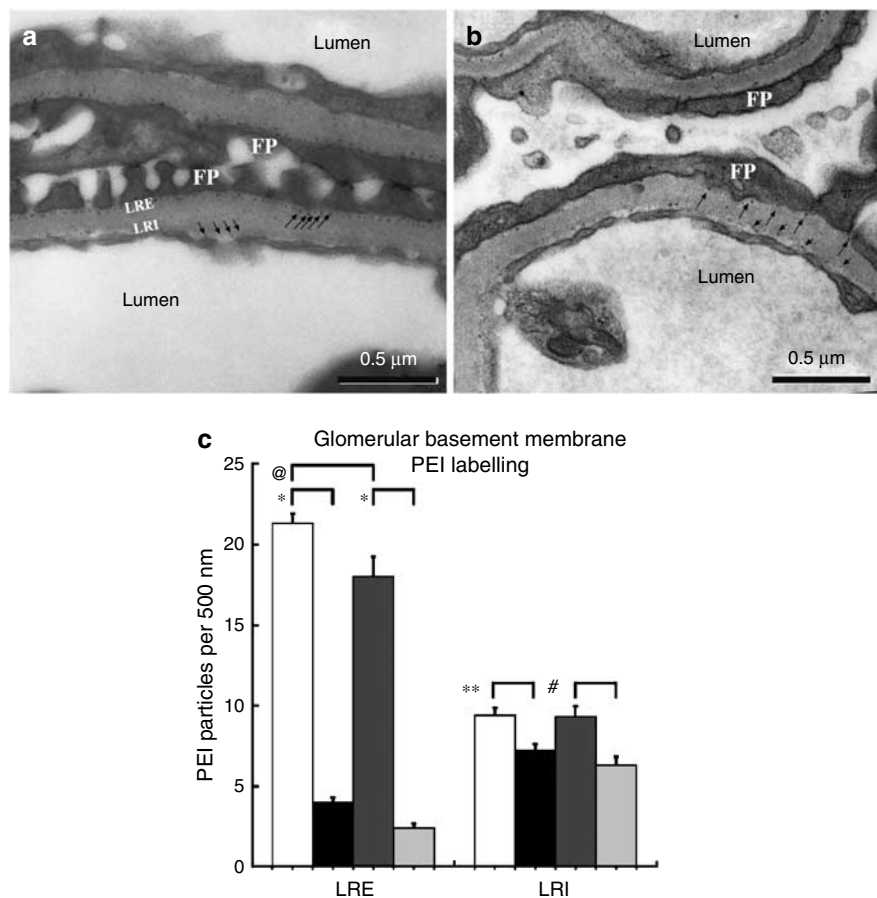 a
Lumen
FP
FP
LRE
LRI
Lumen
0.5 µm
b
Lumen
FP
FP
Lumen
0.5 µm
c
Glomerular basement membrane
PEI labelling
PEI particles per 500 nm
25
20
15
10
5
0
@
*
*
**
#
LRE
LRI